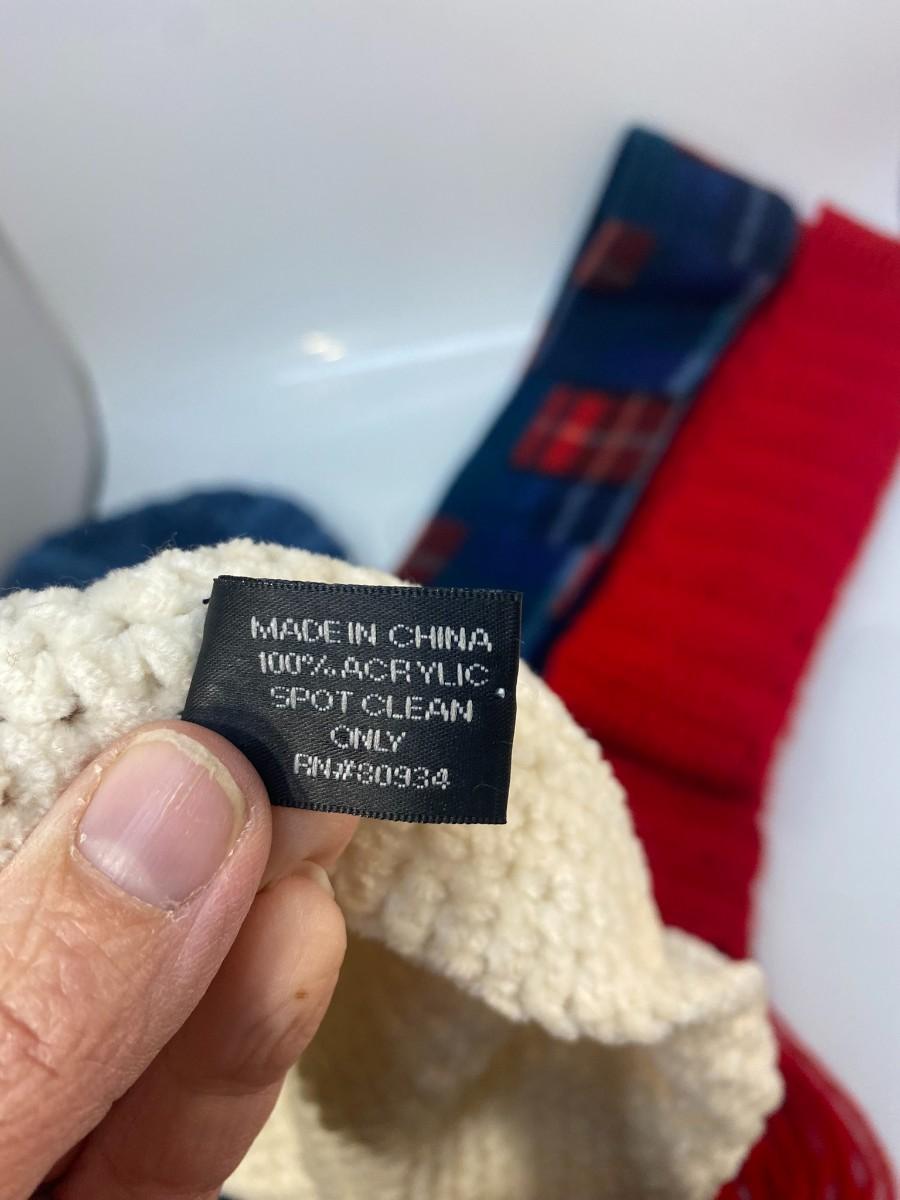 MADE IN CHINA
100% ACRYLIC
SPOT CLEAN
ONLY
RN#80934